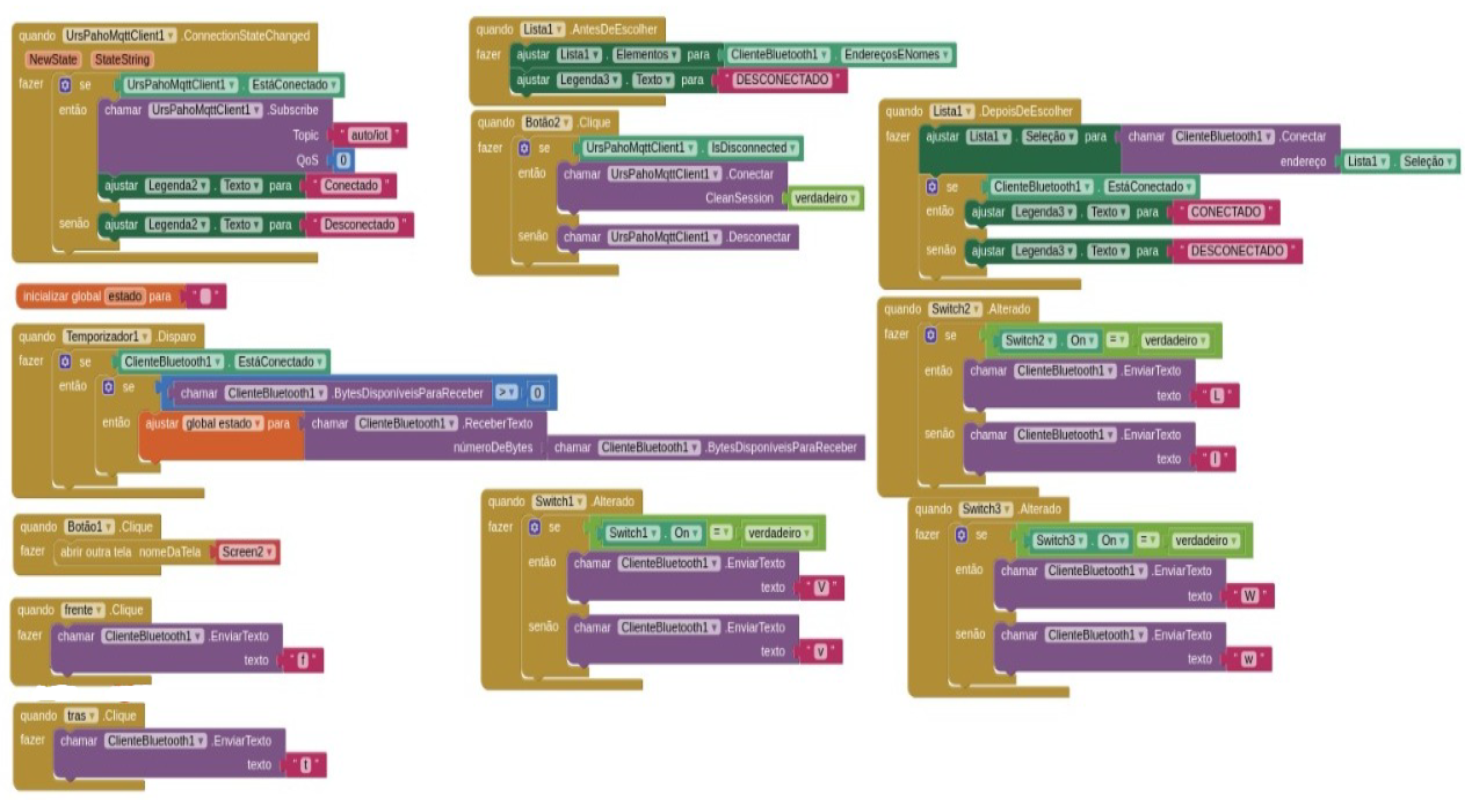 quando UrsPahoMqttClient1 .ConnectionStateChanged
NewState StateString
fazer se UrsPahoMqttClient1 . EstáConectado
então chamar UrsPahoMqttClient1 .Subscribe
Topic " auto/iot "
QoS 0
ajustar Legenda2 . Texto para " Conectado "
senão ajustar Legenda2 . Texto para " Desconectado "
inicializar global estado para " "
quando Temporizador1 .Disparo
fazer se ClienteBluetooth1 . EstáConectado
então se chamar ClienteBluetooth1 .BytesDisponíveisParaReceber > 0
então ajustar global estado para chamar ClienteBluetooth1 .ReceberTexto
númeroDeBytes chamar ClienteBluetooth1 .BytesDisponíveisParaReceber
quando Botão1 .Clique
fazer abrir outra tela nomeDaTela Screen2
quando frente .Clique
fazer chamar ClienteBluetooth1 .EnviarTexto
texto " f "
quando tras .Clique
fazer chamar ClienteBluetooth1 .EnviarTexto
texto " t "
quando Lista1 .AntesDeEscolher
fazer ajustar Lista1 . Elementos para ClienteBluetooth1 . EndereçosENomes
ajustar Legenda3 . Texto para " DESCONECTADO "
quando Botão2 .Clique
fazer se UrsPahoMqttClient1 . IsDisconnected
então chamar UrsPahoMqttClient1 .Conectar
CleanSession verdadeiro
senão chamar UrsPahoMqttClient1 .Desconectar
quando Switch1 .Alterado
fazer se Switch1 . On = verdadeiro
então chamar ClienteBluetooth1 .EnviarTexto
texto " V "
senão chamar ClienteBluetooth1 .EnviarTexto
texto " v "
quando Lista1 .DepoisDeEscolher
fazer ajustar Lista1 . Seleção para chamar ClienteBluetooth1 .Conectar
endereço Lista1 . Seleção
se ClienteBluetooth1 . EstáConectado
então ajustar Legenda3 . Texto para " CONECTADO "
senão ajustar Legenda3 . Texto para " DESCONECTADO "
quando Switch2 .Alterado
fazer se Switch2 . On = verdadeiro
então chamar ClienteBluetooth1 .EnviarTexto
texto " L "
senão chamar ClienteBluetooth1 .EnviarTexto
texto " l "
quando Switch3 .Alterado
fazer se Switch3 . On = verdadeiro
então chamar ClienteBluetooth1 .EnviarTexto
texto " W "
senão chamar ClienteBluetooth1 .EnviarTexto
texto " w "